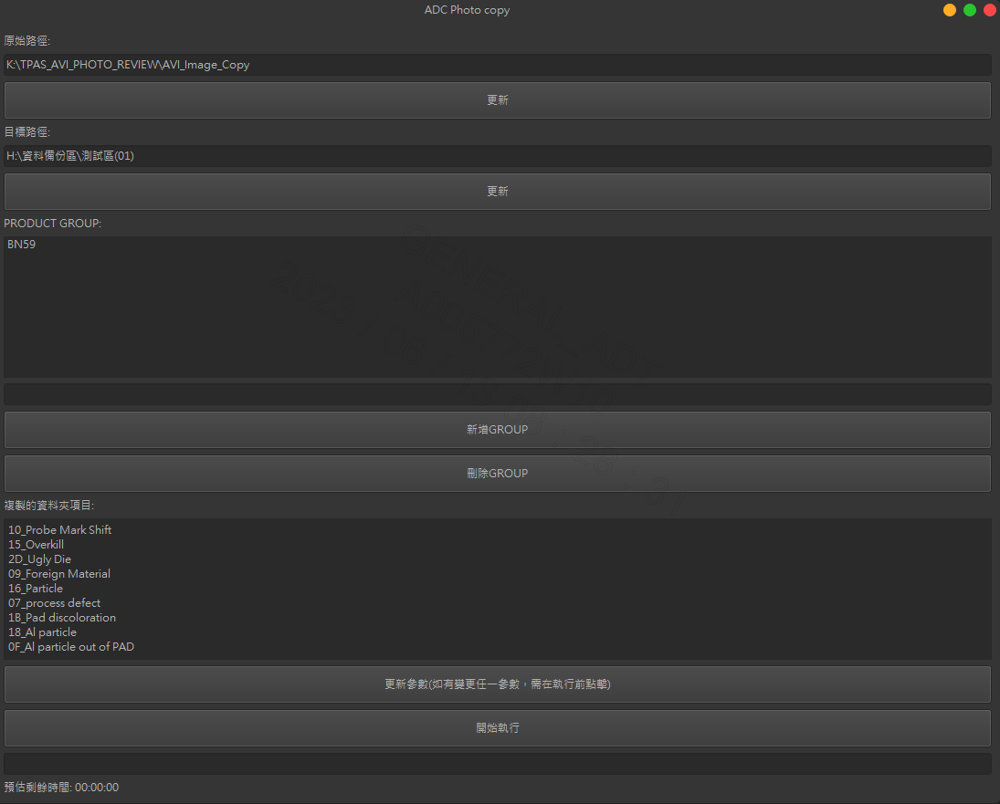 ADC Photo copy
原始路徑:
K:\TPAS_AVI_PHOTO_REVIEW\AVI_Image_Copy
更新
目標路徑:
H:\資料備份區\測試區(01)
更新
PRODUCT GROUP:
BN59
新增GROUP
刪除GROUP
複製的資料夾項目:
10_Probe Mark Shift
15_Overkill
2D_Ugly Die
09_Foreign Material
16_Particle
07_process defect
1B_Pad discoloration
18_Al particle
0F_Al particle out of PAD
更新參數(如有變更任一參數，需在執行前點擊)
開始執行
預估剩餘時間: 00:00:00